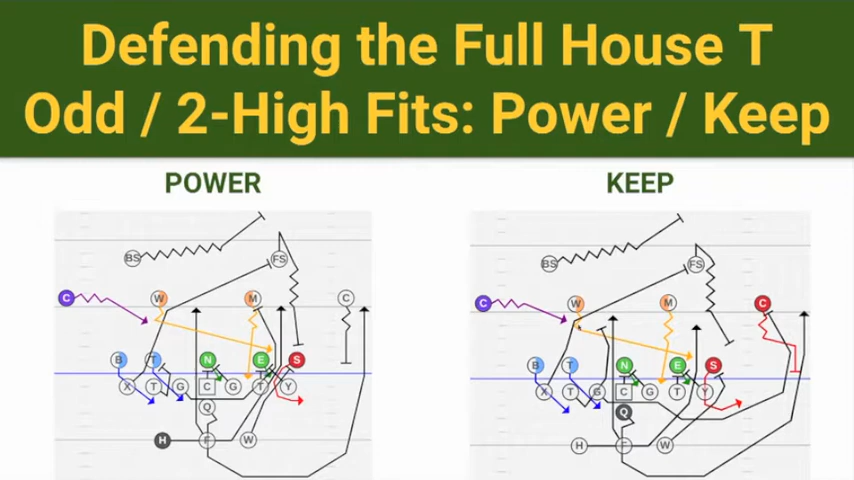 Defending the Full House T
Odd / 2-High Fits: Power / Keep
POWER KEEP
BS FS BS FS
C W M C C W M C
B T N E S B T N E S
X T G C G T Y X T G C G T Y
Q Q
H F W H F W